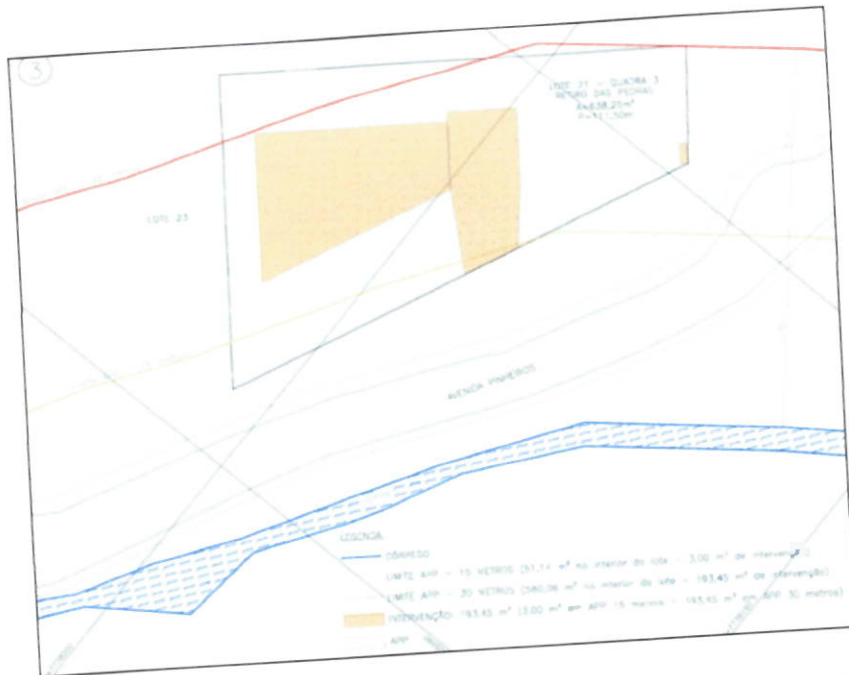 3
LOTE 21 - QUADRA 3
RETIRO DAS PEDRAS
LOTE 23
AVENIDA PINHEIROS
LEGENDA
CÓRREGO
LIMITE APP - 15 METROS (51,14 m² no interior do lote - 3,00 m² de intervenção)
LIMITE APP - 30 METROS (580,06 m² no interior do lote - 193,45 m² de intervenção)
INTERVENÇÃO: 193,45 m² (3,00 m² em APP 15 metros - 193,45 m² em APP 30 metros)
APP